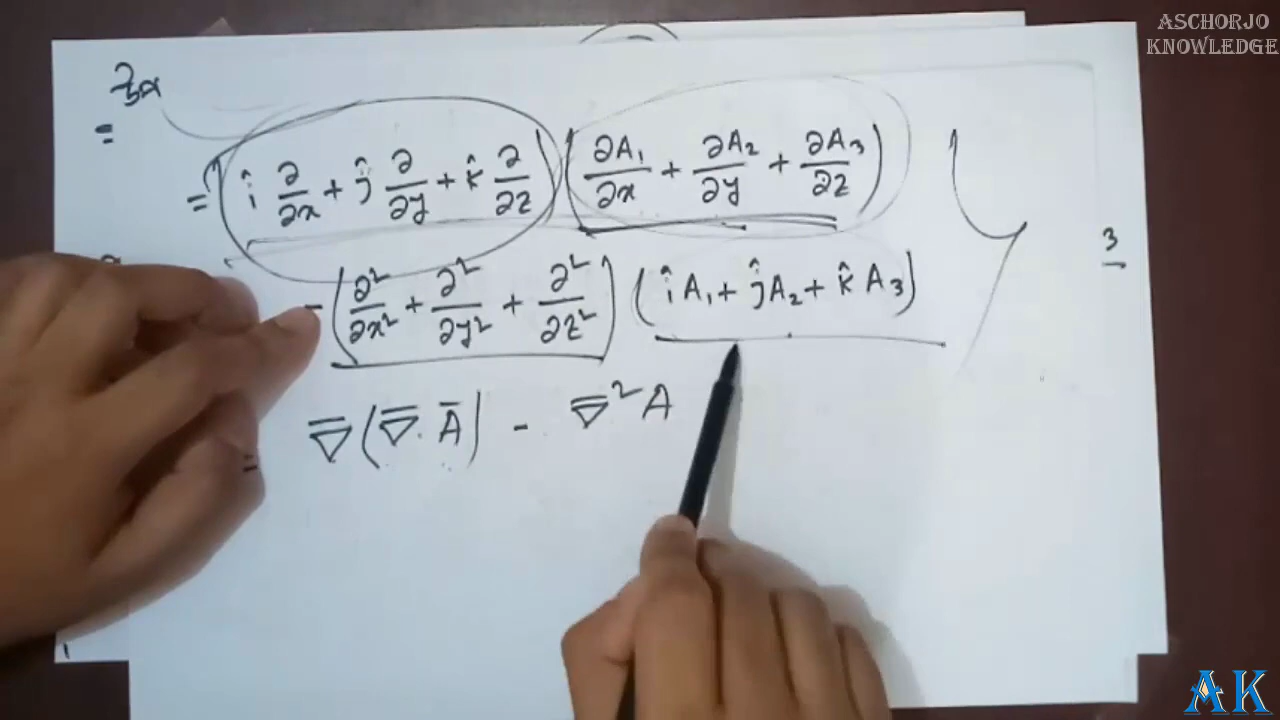 ASCHORJO
KNOWLEDGE
=
= (î ∂/∂x + ĵ ∂/∂y + k̂ ∂/∂z) (∂A₁/∂x + ∂A₂/∂y + ∂A₃/∂z)
3
- (∂²/∂x² + ∂²/∂y² + ∂²/∂z²) (îA₁ + ĵA₂ + k̂A₃)
= ∇̅(∇̅.A̅) - ∇̅²A
AK